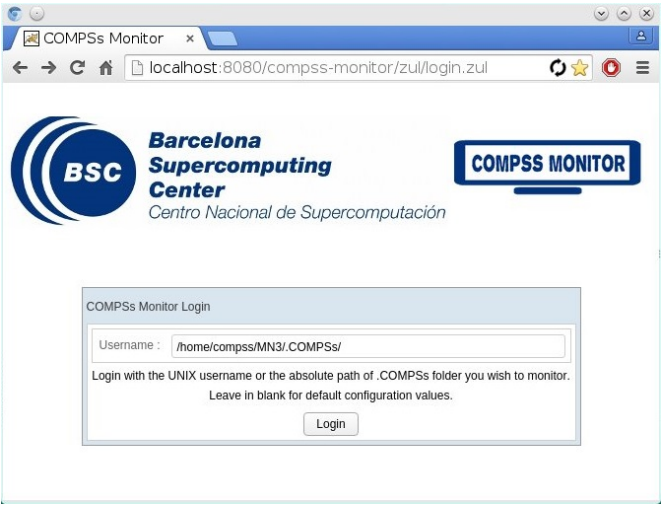 COMPSs Monitor
localhost:8080/compss-monitor/zul/login.zul
BSC
Barcelona
Supercomputing
Center
Centro Nacional de Supercomputación
COMPSS MONITOR
COMPSs Monitor Login
Username : /home/compss/MN3/.COMPSs/
Login with the UNIX username or the absolute path of .COMPSs folder you wish to monitor.
Leave in blank for default configuration values.
Login